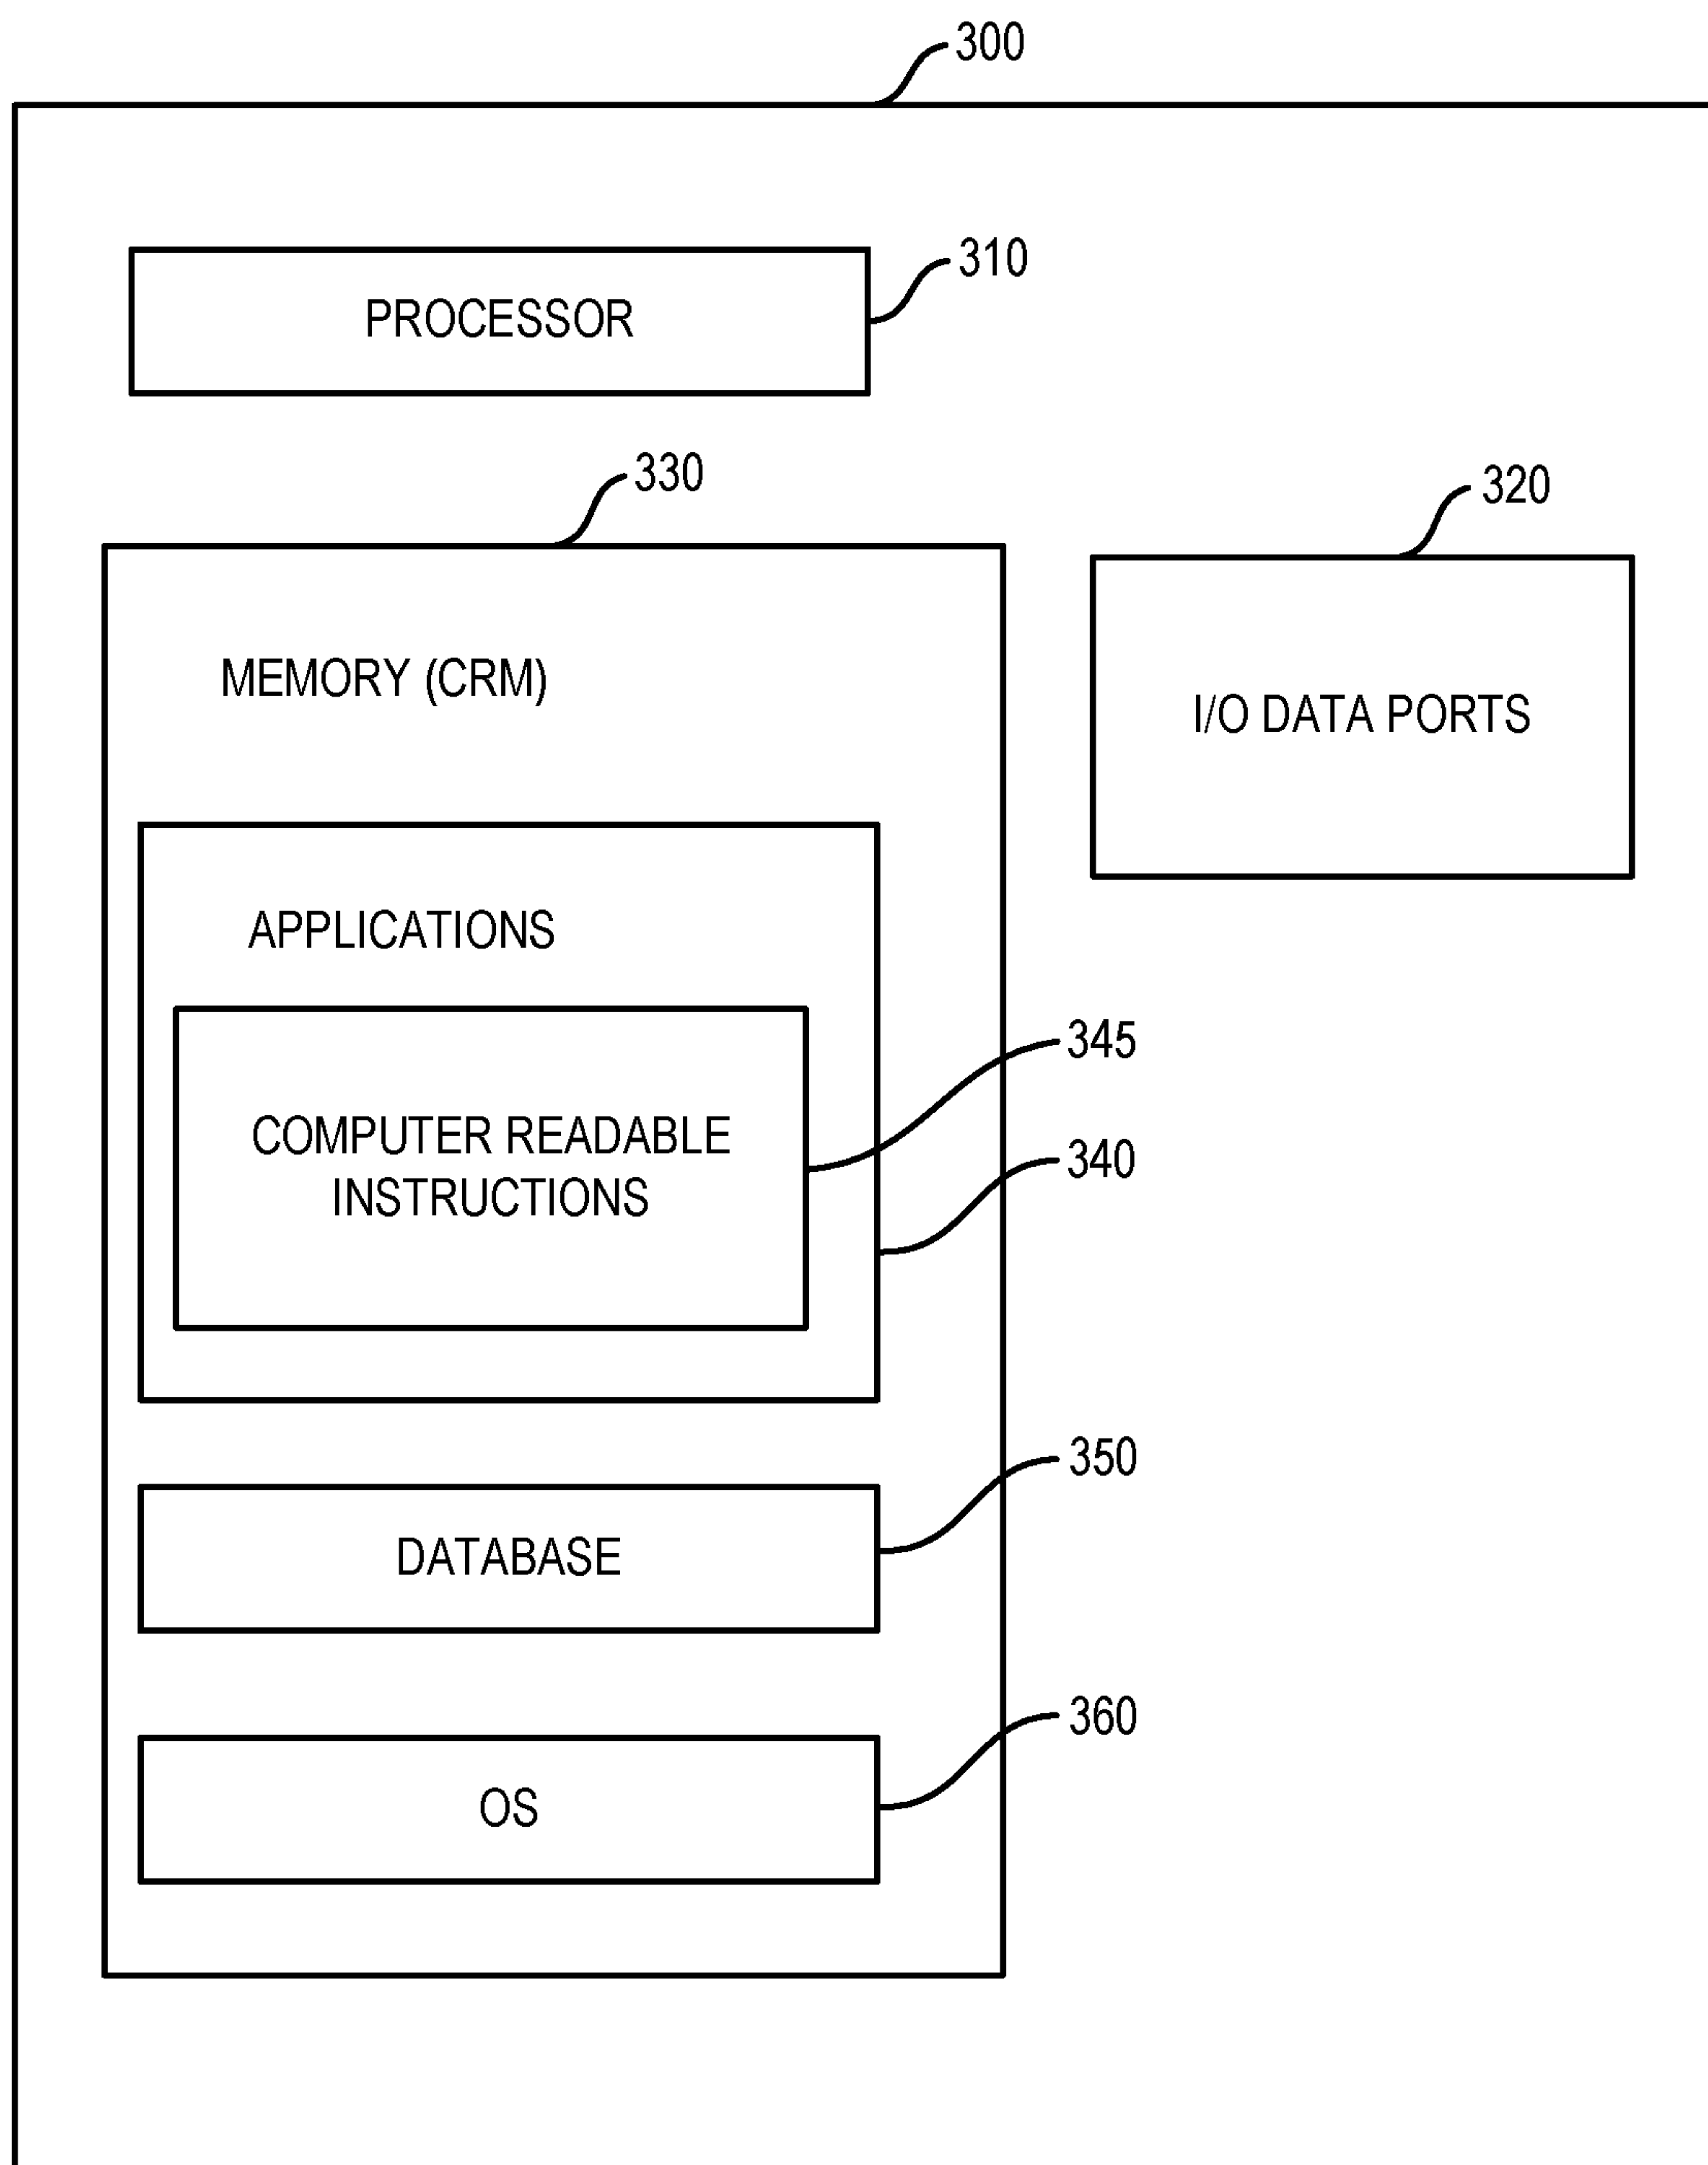 300
310
PROCESSOR
330
320
MEMORY (CRM)
I/O DATA PORTS
APPLICATIONS
345
COMPUTER READABLE
INSTRUCTIONS
340
350
DATABASE
360
OS